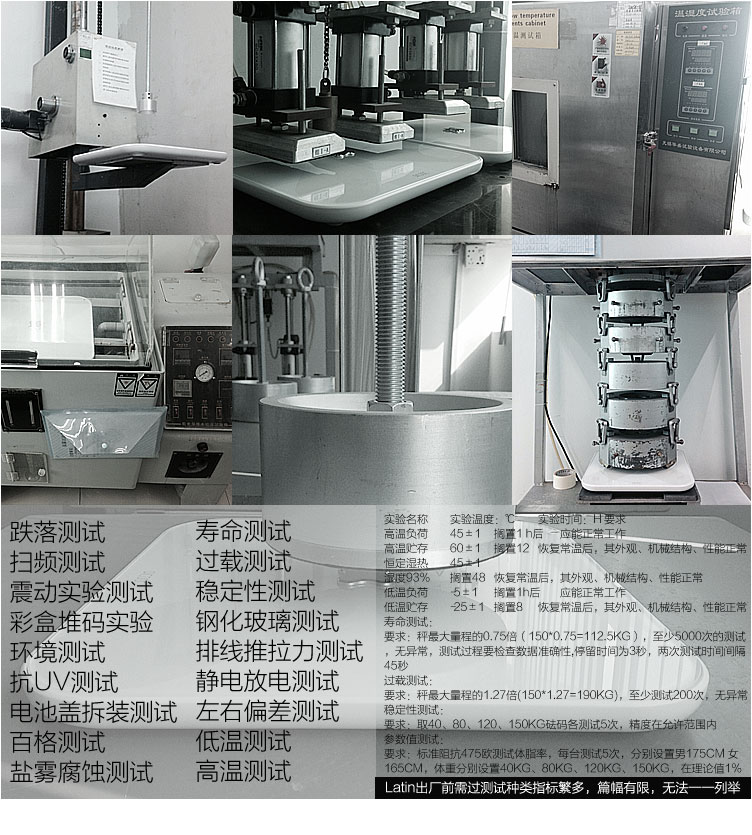 w temperature
ents cabinet
温测试箱
温湿度试验箱
跌落测试
扫频测试
震动实验测试
彩盒堆码实验
环境测试
抗UV测试
电池盖拆装测试
百格测试
盐雾腐蚀测试
寿命测试
过载测试
稳定性测试
钢化玻璃测试
排线推拉力测试
静电放电测试
左右偏差测试
低温测试
高温测试
实验名称 实验温度：℃ 实验时间：H 要求
高温负荷 45±1 搁置1 h后 应能正常工作
高温贮存 60±1 搁置12 恢复常温后，其外观、机械结构、性能正常
恒定湿热 45±1
湿度93% 搁置48 恢复常温后，其外观、机械结构、性能正常
低温负荷 -5±1 搁置1h后 应能正常工作
低温贮存 -25±1 搁置8 恢复常温后，其外观、机械结构、性能正常
寿命测试：
要求：秤最大量程的0.75倍（150*0.75=112.5KG），至少5000次的测试
，无异常，测试过程要检查数据准确性,停留时间为3秒，两次测试时间间隔
45秒
过载测试：
要求：秤最大量程的1.27倍(150*1.27=190KG)，至少测试200次，无异常
稳定性测试：
要求：取40、80、120、150KG砝码各测试5次，精度在允许范围内
参数值测试：
要求：标准阻抗475欧测试体脂率，每台测试5次，分别设置男175CM 女
165CM，体重分别设置40KG、80KG、120KG、150KG，在理论值1%
Latin出厂前需过测试种类指标繁多，篇幅有限，无法一一列举